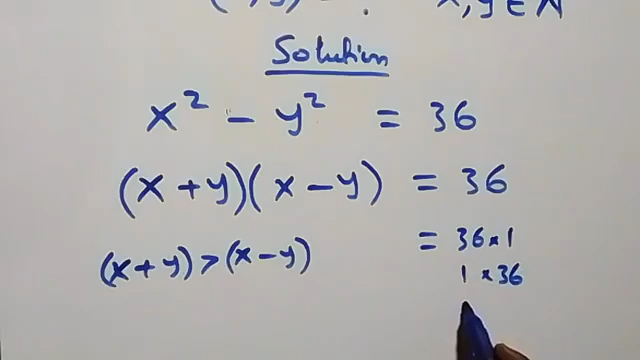 (x,y) = ? x,y ∈ N
Solution
x² - y² = 36
(x + y)(x - y) = 36
= 36 × 1
(x + y) > (x - y)
1 × 36